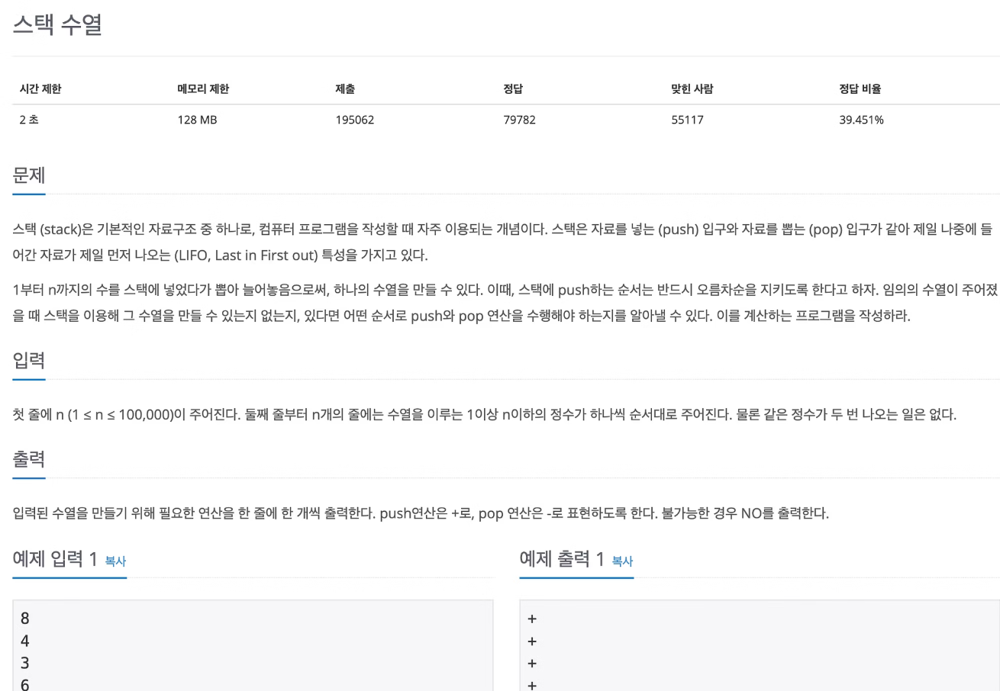 스택 수열
시간 제한 메모리 제한 제출 정답 맞힌 사람 정답 비율
2 초 128 MB 195062 79782 55117 39.451%
문제
스택 (stack)은 기본적인 자료구조 중 하나로, 컴퓨터 프로그램을 작성할 때 자주 이용되는 개념이다. 스택은 자료를 넣는 (push) 입구와 자료를 뽑는 (pop) 입구가 같아 제일 나중에 들
어간 자료가 제일 먼저 나오는 (LIFO, Last in First out) 특성을 가지고 있다.
1부터 n까지의 수를 스택에 넣었다가 뽑아 늘어놓음으로써, 하나의 수열을 만들 수 있다. 이때, 스택에 push하는 순서는 반드시 오름차순을 지키도록 한다고 하자. 임의의 수열이 주어졌
을 때 스택을 이용해 그 수열을 만들 수 있는지 없는지, 있다면 어떤 순서로 push와 pop 연산을 수행해야 하는지를 알아낼 수 있다. 이를 계산하는 프로그램을 작성하라.
입력
첫 줄에 n (1 ≤ n ≤ 100,000)이 주어진다. 둘째 줄부터 n개의 줄에는 수열을 이루는 1이상 n이하의 정수가 하나씩 순서대로 주어진다. 물론 같은 정수가 두 번 나오는 일은 없다.
출력
입력된 수열을 만들기 위해 필요한 연산을 한 줄에 한 개씩 출력한다. push연산은 +로, pop 연산은 -로 표현하도록 한다. 불가능한 경우 NO를 출력한다.
예제 입력 1 복사
8
4
3
6
예제 출력 1 복사
+
+
+
+